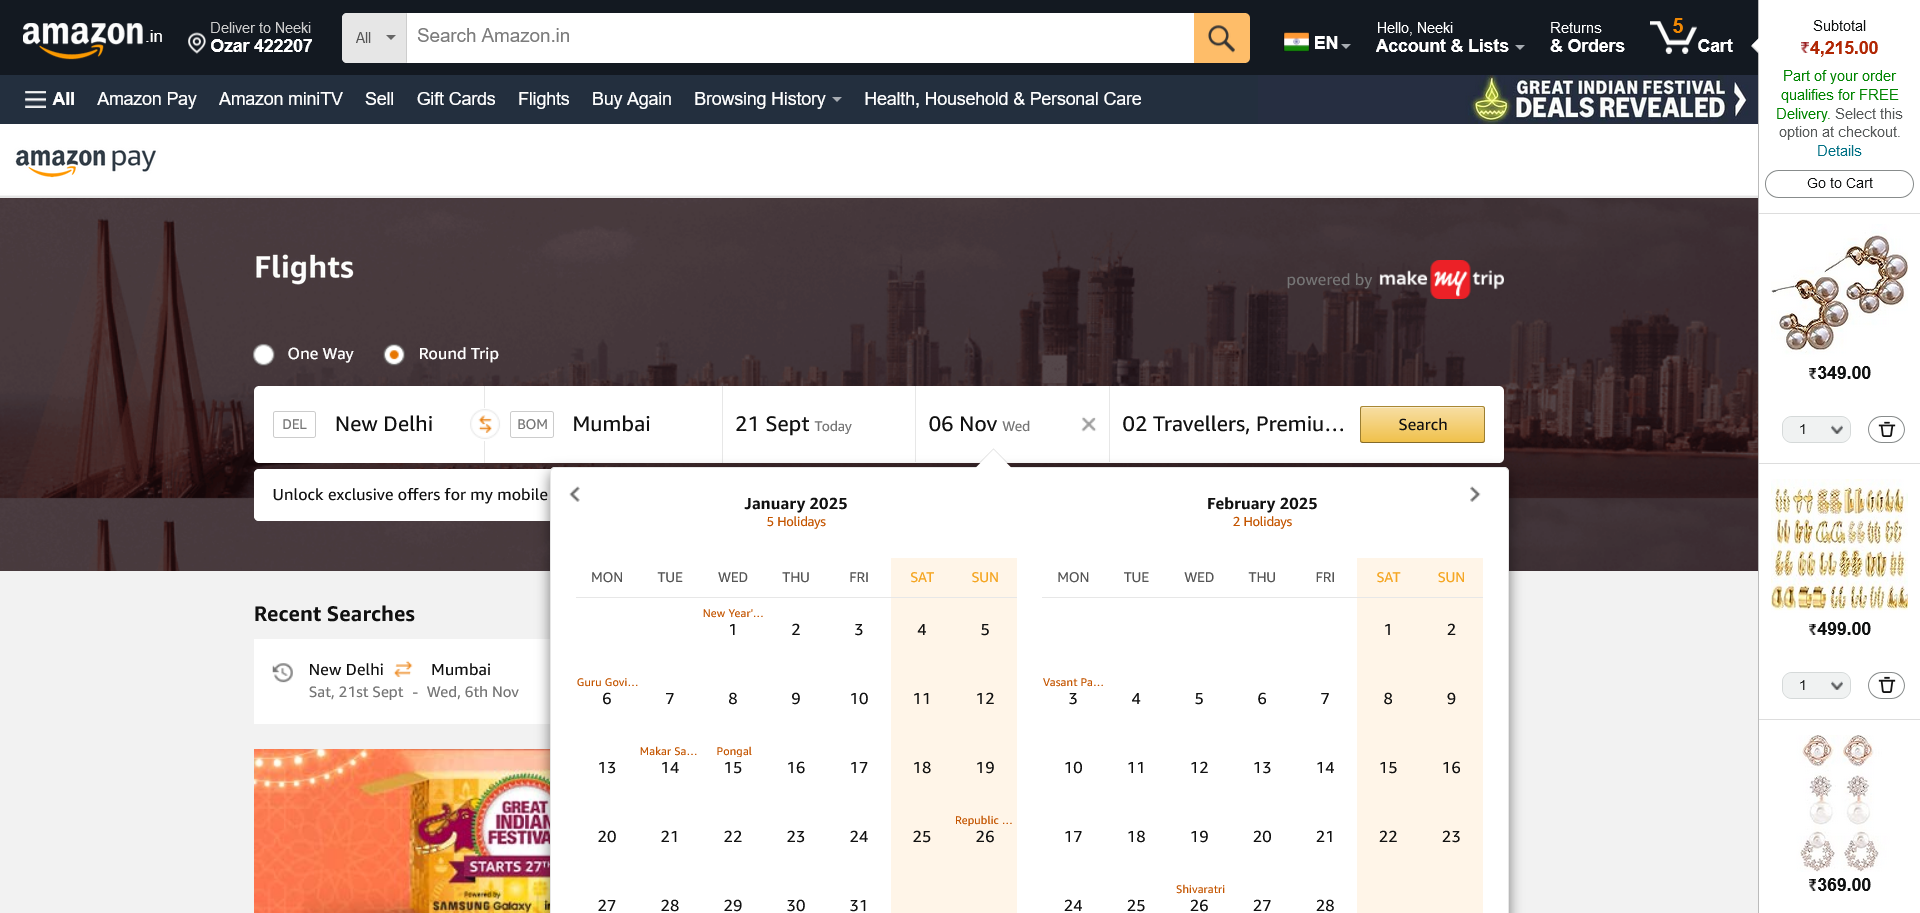 amazon.in
Deliver to Neeki
Ozar 422207
All
Search Amazon.in
EN
Hello, Neeki
Account & Lists
Returns
& Orders
5
Cart
All
Amazon Pay
Amazon miniTV
Sell
Gift Cards
Flights
Buy Again
Browsing History
Health, Household & Personal Care
GREAT INDIAN FESTIVAL
DEALS REVEALED
Subtotal
₹4,215.00
Part of your order
qualifies for FREE
Delivery. Select this
option at checkout.
Details
Go to Cart
₹349.00
1
₹499.00
1
₹369.00
amazon pay
Flights
powered by make my trip
One Way
Round Trip
DEL
New Delhi
BOM
Mumbai
21 Sept Today
06 Nov Wed
02 Travellers, Premiu...
Search
Unlock exclusive offers for my mobile
January 2025
5 Holidays
MON TUE WED THU FRI SAT SUN
New Year'...
1 2 3 4 5
Guru Govi...
6 7 8 9 10 11 12
Makar Sa... Pongal
13 14 15 16 17 18 19
Republic ...
20 21 22 23 24 25 26
27 28 29 30 31
February 2025
2 Holidays
MON TUE WED THU FRI SAT SUN
1 2
Vasant Pa...
3 4 5 6 7 8 9
10 11 12 13 14 15 16
17 18 19 20 21 22 23
Shivaratri
24 25 26 27 28
Recent Searches
New Delhi Mumbai
Sat, 21st Sept - Wed, 6th Nov
GREAT
INDIAN
FESTIVA
STARTS 27TH
Powered by
SAMSUNG Galaxy